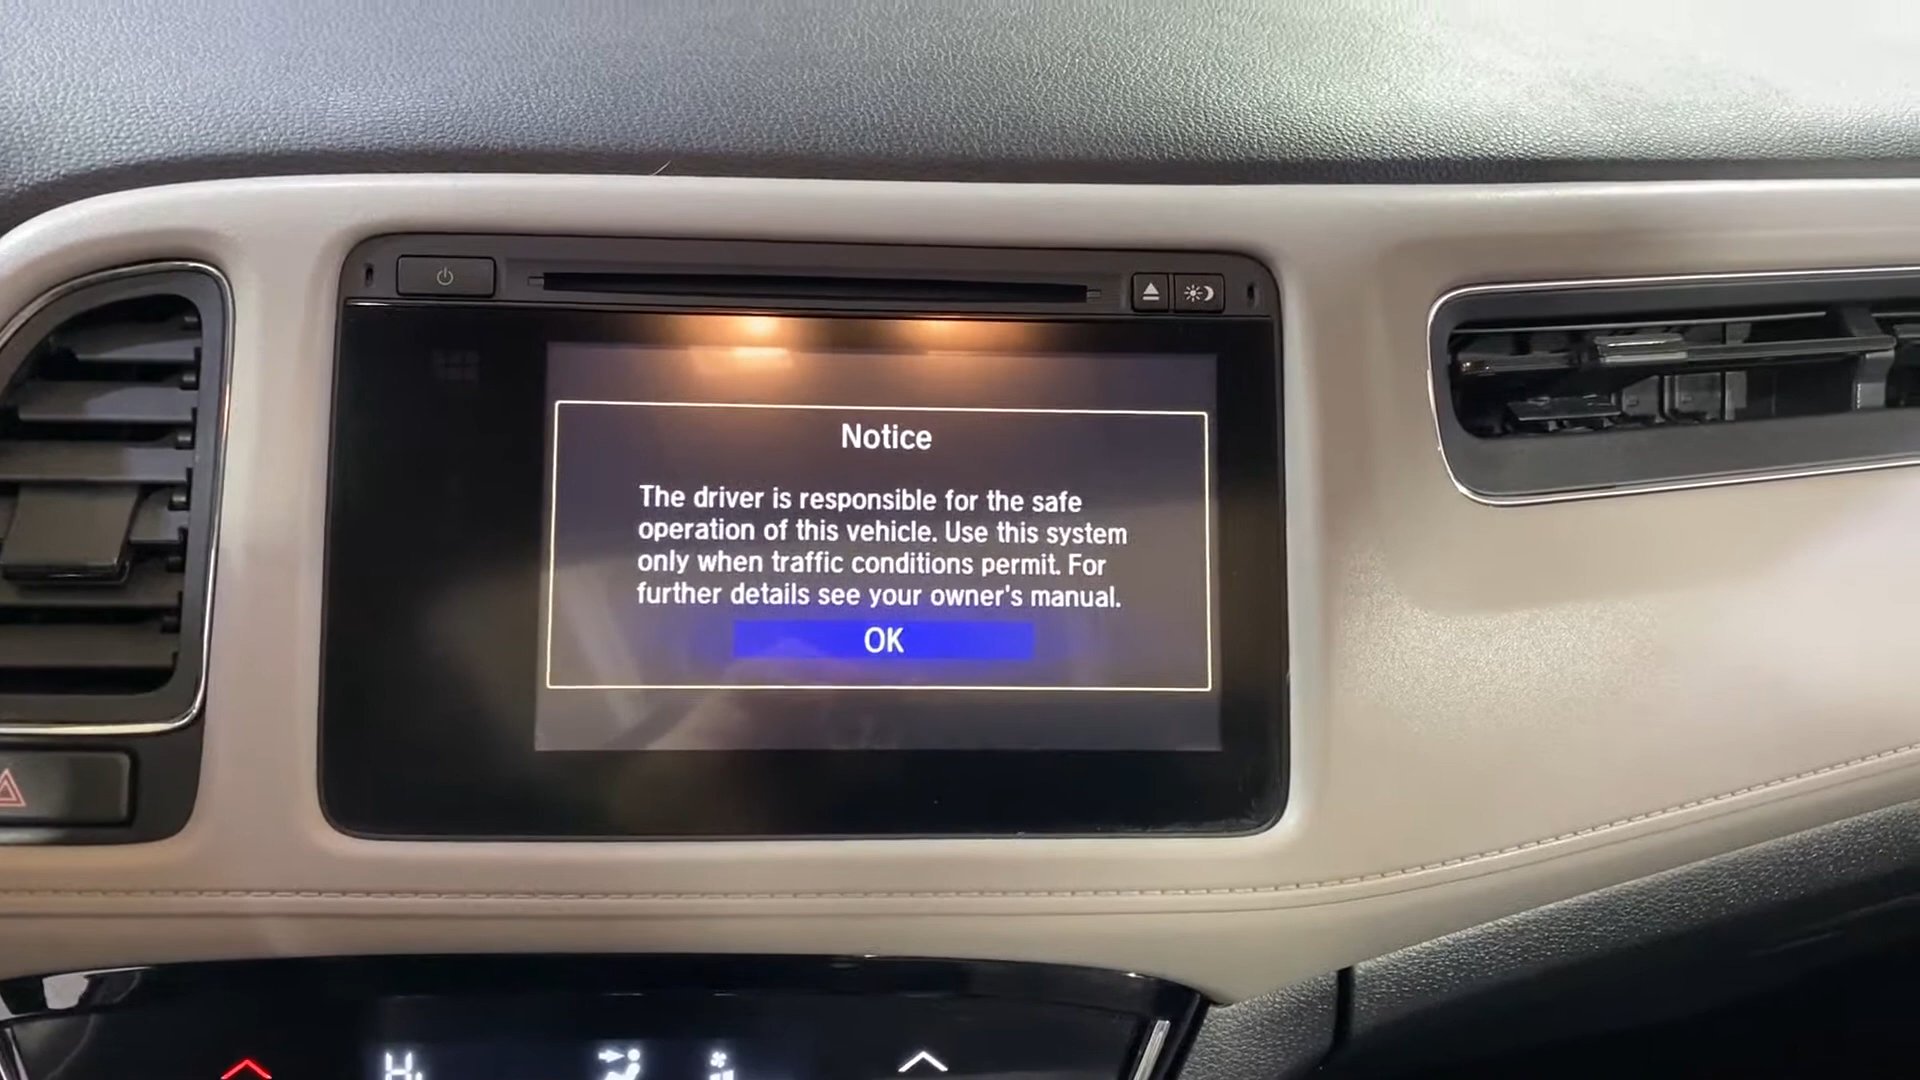 Notice
The driver is responsible for the safe
operation of this vehicle. Use this system
only when traffic conditions permit. For
further details see your owner's manual.
OK
Hi